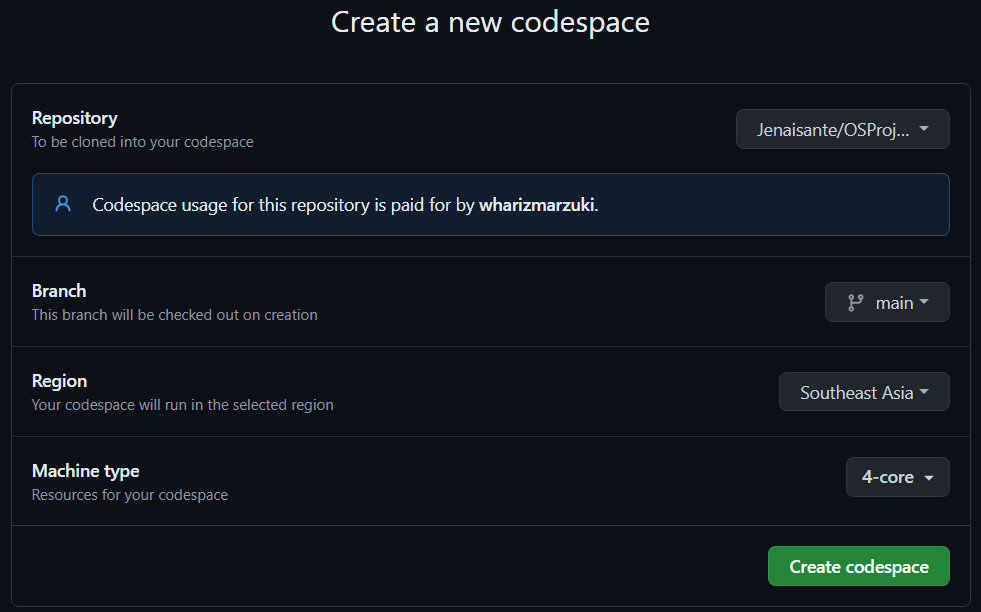 Create a new codespace
Repository
To be cloned into your codespace
Jenaisante/OSProj...
Codespace usage for this repository is paid for by wharizmarzuki.
Branch
This branch will be checked out on creation
main
Region
Your codespace will run in the selected region
Southeast Asia
Machine type
Resources for your codespace
4-core
Create codespace